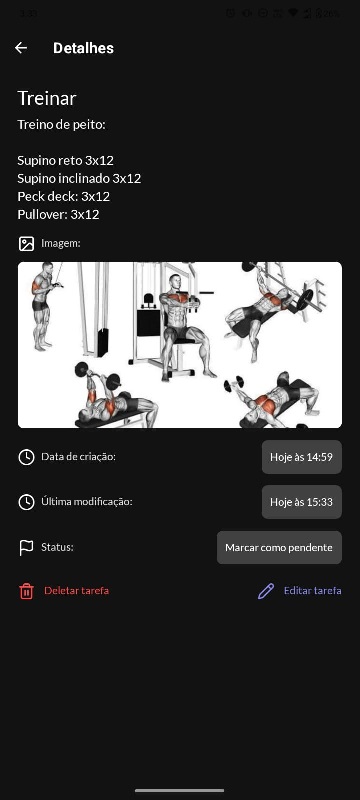 Detalhes
Treinar
Treino de peito:
Supino reto 3x12
Supino inclinado 3x12
Peck deck: 3x12
Pullover: 3x12
Imagem:
Data de criação: Hoje às 14:59
Última modificação: Hoje às 15:33
Status: Marcar como pendente
Deletar tarefa Editar tarefa